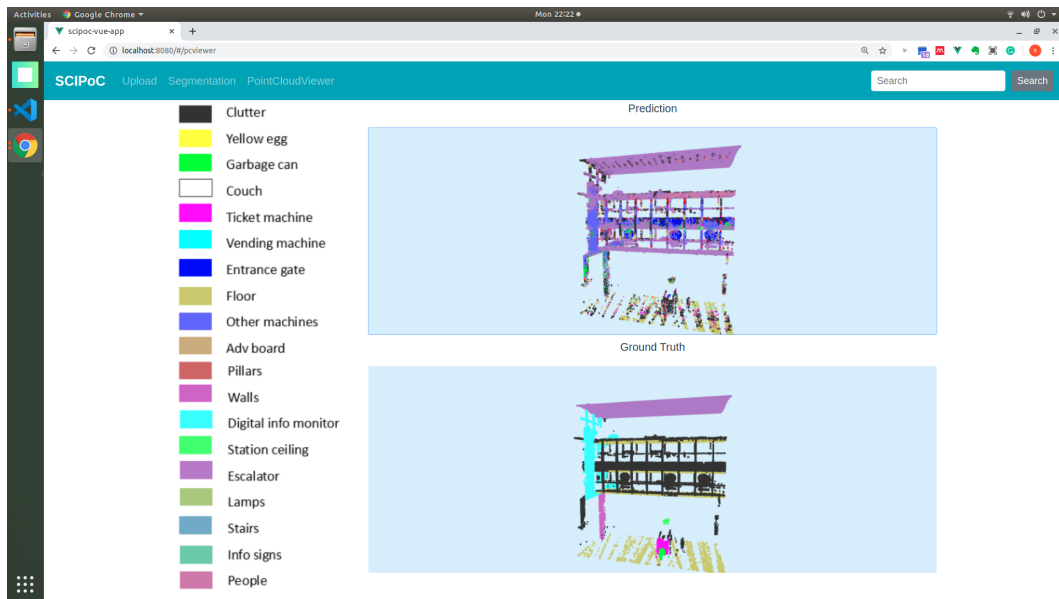 Activities Google Chrome Mon 22:22
scipoc-vue-app
localhost:8080/#/pcviewer
SCIPoC Upload Segmentation PointCloudViewer Search Search
Clutter
Yellow egg
Garbage can
Couch
Ticket machine
Vending machine
Entrance gate
Floor
Other machines
Adv board
Pillars
Walls
Digital info monitor
Station ceiling
Escalator
Lamps
Stairs
Info signs
People
Prediction
Ground Truth